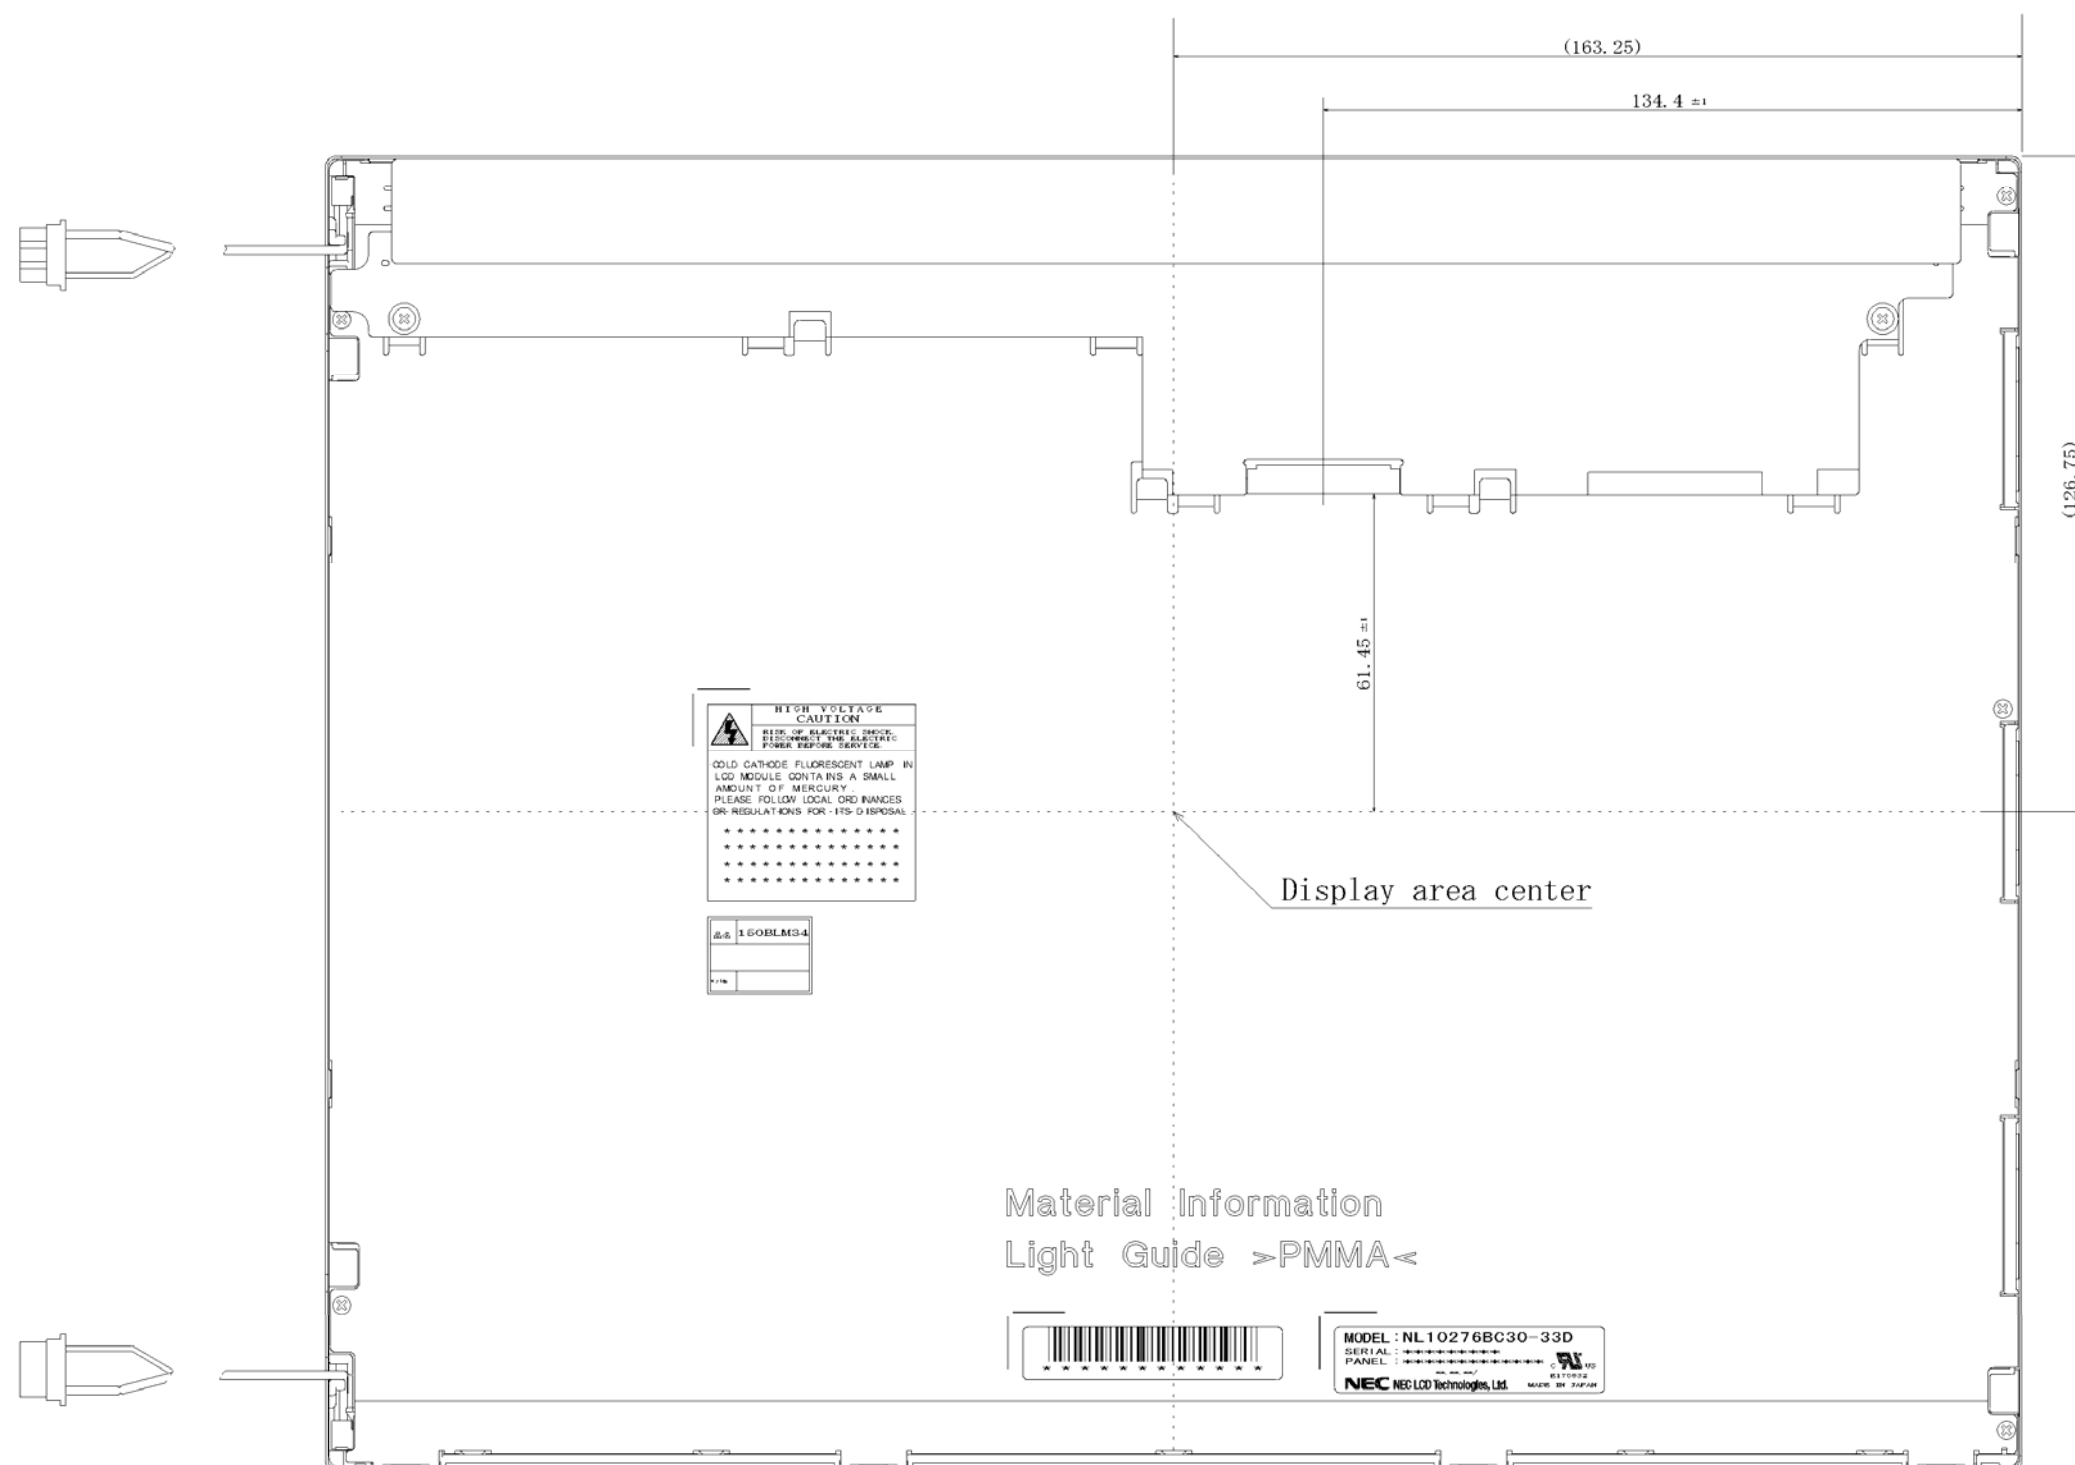 (163.25)
134.4 ±1
(126.75)
61.45 ±1
HIGH VOLTAGE
CAUTION
RISK OF ELECTRIC SHOCK.
DISCONNECT THE ELECTRIC
POWER BEFORE SERVICE.
COLD CATHODE FLUORESCENT LAMP IN
LCD MODULE CONTAINS A SMALL
AMOUNT OF MERCURY.
PLEASE FOLLOW LOCAL ORDINANCES
OR REGULATIONS FOR ITS DISPOSAL.
* * * * * * * * * * * * * *
* * * * * * * * * * * * * *
* * * * * * * * * * * * * *
* * * * * * * * * * * * * *
Display area center
150BLM34
Material Information
Light Guide >PMMA<
* * * * * * * * * * * *
MODEL : NL10276BC30-33D
SERIAL : ***********
PANEL : ****************
c UL US
E170632
NEC NEC LCD Technologies, Ltd. MADE IN JAPAN